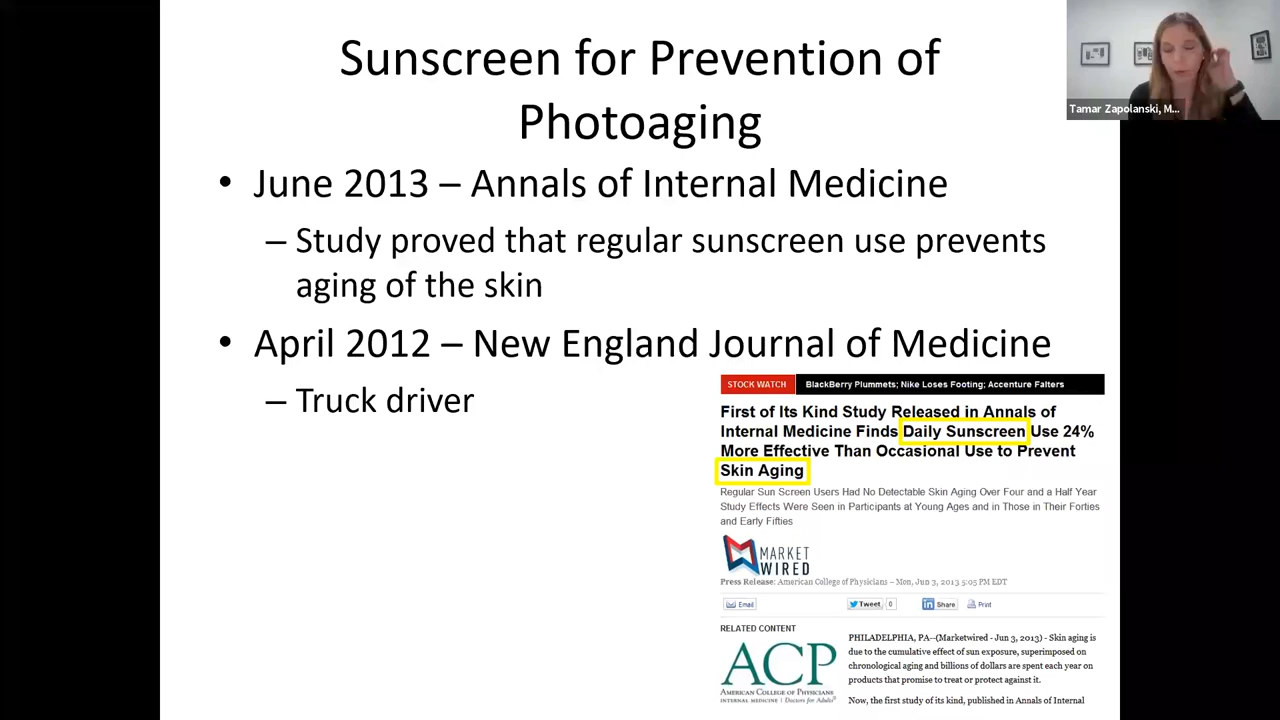 Sunscreen for Prevention of
Photoaging
• June 2013 – Annals of Internal Medicine
– Study proved that regular sunscreen use prevents
aging of the skin
• April 2012 – New England Journal of Medicine
– Truck driver
Tamar Zapolanski, M...
STOCK WATCH BlackBerry Plummets; Nike Loses Footing; Accenture Falters
First of Its Kind Study Released in Annals of
Internal Medicine Finds Daily Sunscreen Use 24%
More Effective Than Occasional Use to Prevent
Skin Aging
Regular Sun Screen Users Had No Detectable Skin Aging Over Four and a Half Year
Study Effects Were Seen in Participants at Young Ages and in Those in Their Forties
and Early Fifties
MARKET
WIRED
Press Release: American College of Physicians – Mon, Jun 3, 2013 5:05 PM EDT
Email Tweet 0 Share Print
RELATED CONTENT
ACP
AMERICAN COLLEGE OF PHYSICIANS
INTERNAL MEDICINE | Doctors for Adults®
PHILADELPHIA, PA--(Marketwired - Jun 3, 2013) - Skin aging is
due to the cumulative effect of sun exposure, superimposed on
chronological aging and billions of dollars are spent each year on
products that promise to treat or protect against it.
Now, the first study of its kind, published in Annals of Internal